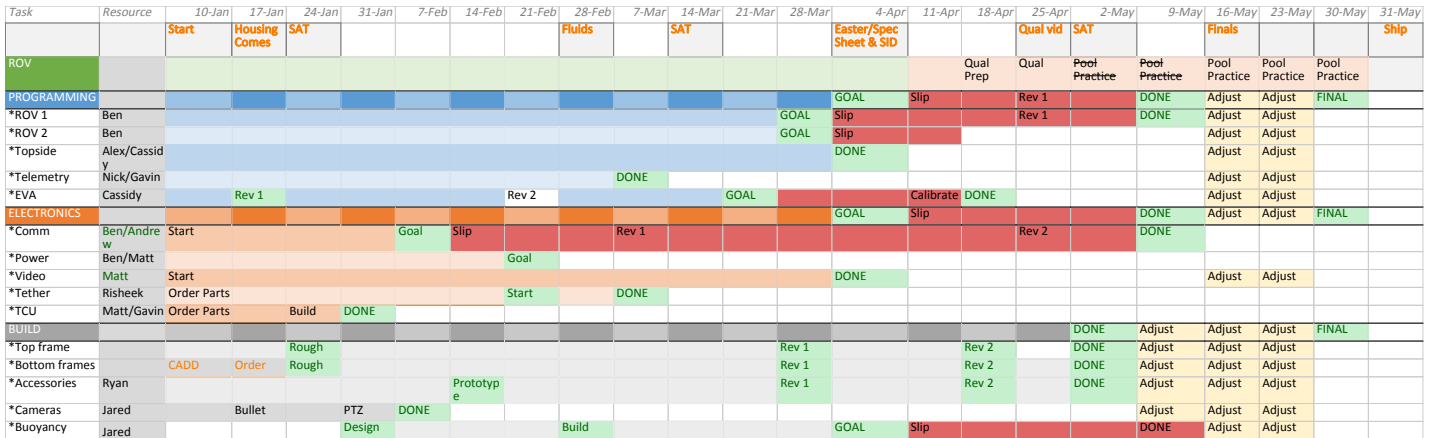 Task Resource 10-Jan 17-Jan 24-Jan 31-Jan 7-Feb 14-Feb 21-Feb 28-Feb 7-Mar 14-Mar 21-Mar 28-Mar 4-Apr 11-Apr 18-Apr 25-Apr 2-May 9-May 16-May 23-May 30-May 31-May
Start Housing SAT Fluids SAT Easter/Spec Qual vid SAT Finals Ship
Comes Sheet & SID
ROV Qual Qual Pool Pool Pool Pool Pool
Prep Practice Practice Practice Practice Practice
PROGRAMMING GOAL Slip Rev 1 DONE Adjust Adjust FINAL
*ROV 1 Ben GOAL Slip Rev 1 DONE Adjust Adjust
*ROV 2 Ben GOAL Slip Adjust Adjust
*Topside Alex/Cassid DONE Adjust Adjust
y
*Telemetry Nick/Gavin DONE Adjust Adjust
*EVA Cassidy Rev 1 Rev 2 GOAL Calibrate DONE Adjust Adjust
ELECTRONICS GOAL Slip DONE Adjust Adjust FINAL
*Comm Ben/Andre Start Goal Slip Rev 1 Rev 2 DONE
w
*Power Ben/Matt Goal
*Video Matt Start DONE Adjust Adjust
*Tether Risheek Order Parts Start DONE
*TCU Matt/Gavin Order Parts Build DONE
BUILD DONE Adjust Adjust Adjust FINAL
*Top frame Rough Rev 1 Rev 2 DONE Adjust Adjust Adjust
*Bottom frames CADD Order Rough Rev 1 Rev 2 DONE Adjust Adjust Adjust
*Accessories Ryan Prototyp Rev 1 Rev 2 DONE Adjust Adjust Adjust
e
*Cameras Jared Bullet PTZ DONE Adjust Adjust Adjust
*Buoyancy Jared Design Build GOAL Slip DONE Adjust Adjust